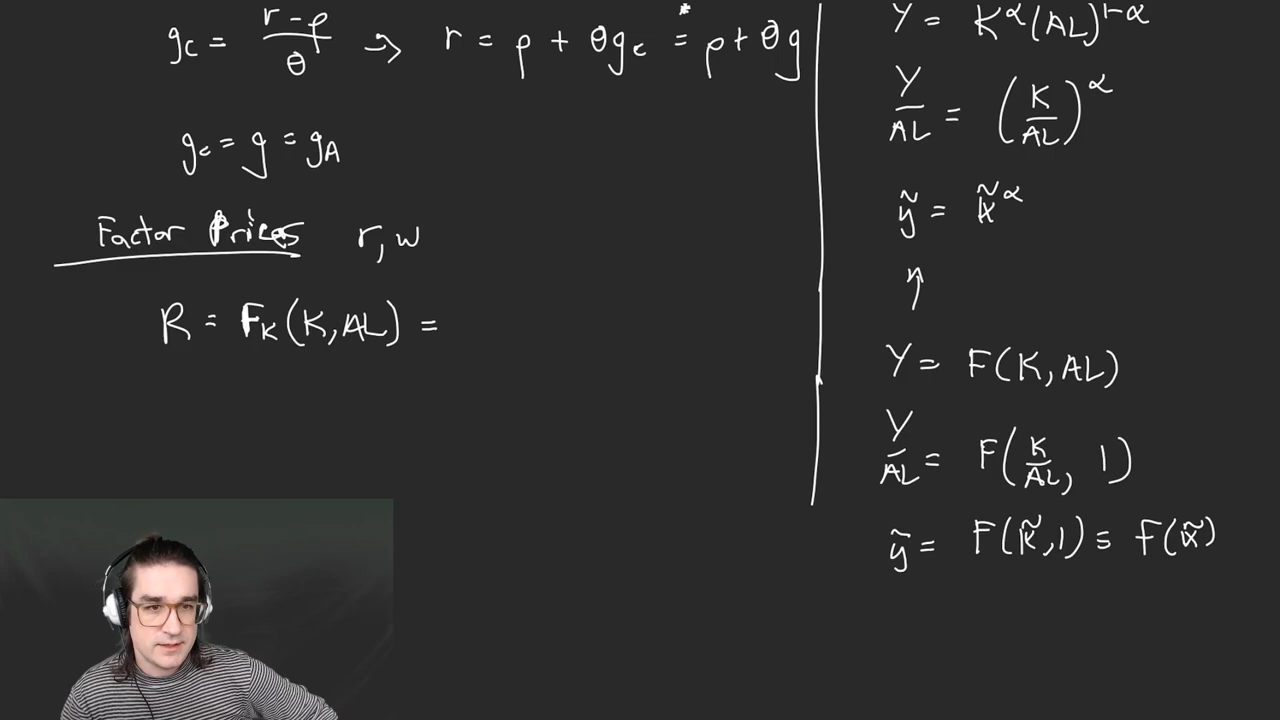 g_C = (r - ρ)/θ → r = ρ + θg_C =* ρ + θg
g_C = g = g_A
Factor Prices r, w
R = F_K(K, AL) =
Y = K^α(AL)^1-α
Y/AL = (K/AL)^α
ỹ = k̃^α
↑
Y = F(K, AL)
Y/AL = F(K/AL, 1)
ỹ = F(k̃, 1) ≡ f(k̃)